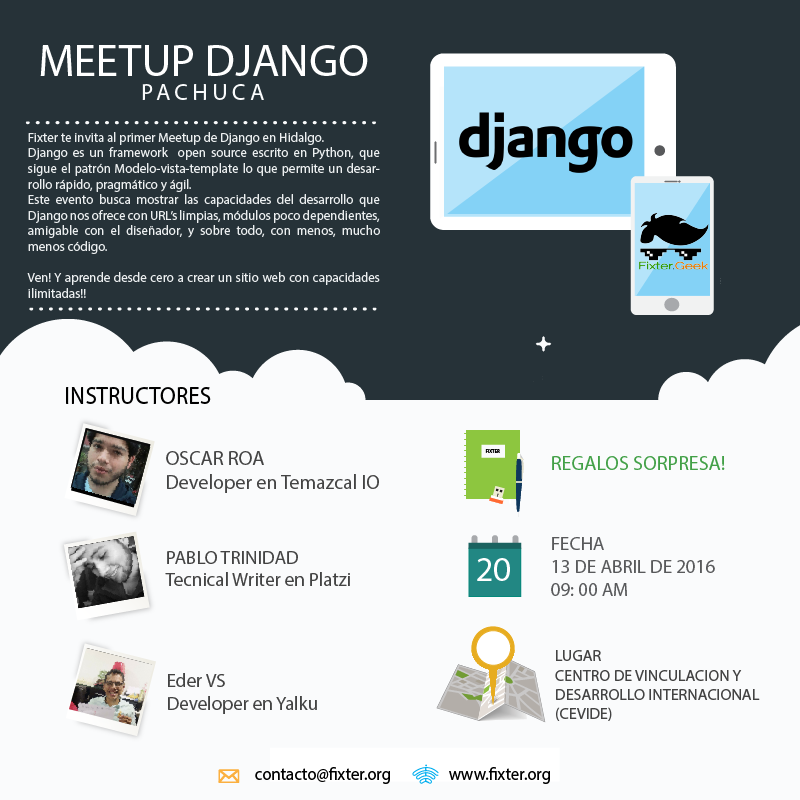 MEETUP DJANGO
PACHUCA
Fixter te invita al primer Meetup de Django en Hidalgo.
Django es un framework open source escrito en Python, que
sigue el patrón Modelo-vista-template lo que permite un desar-
rollo rápido, pragmático y ágil.
Este evento busca mostrar las capacidades del desarrollo que
Django nos ofrece con URL's limpias, módulos poco dependientes,
amigable con el diseñador, y sobre todo, con menos, mucho
menos código.
Ven! Y aprende desde cero a crear un sitio web con capacidades
ilimitadas!!
django
Fixter.Geek
INSTRUCTORES
OSCAR ROA
Developer en Temazcal IO
PABLO TRINIDAD
Tecnical Writer en Platzi
Eder VS
Developer en Yalku
FIXTER
REGALOS SORPRESA!
20
FECHA
13 DE ABRIL DE 2016
09: 00 AM
LUGAR
CENTRO DE VINCULACION Y
DESARROLLO INTERNACIONAL
(CEVIDE)
contacto@fixter.org
www.fixter.org